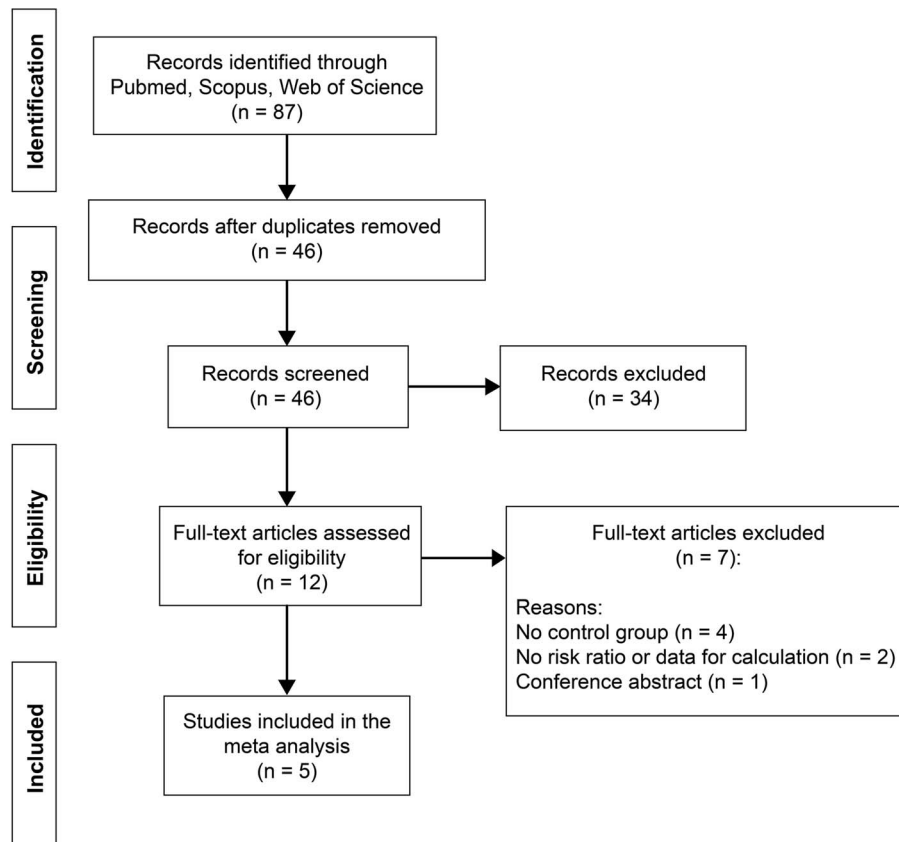 Identification
Records identified through
Pubmed, Scopus, Web of Science
(n = 87)
Records after duplicates removed
(n = 46)
Screening
Records screened
(n = 46)
Records excluded
(n = 34)
Eligibility
Full-text articles assessed
for eligibility
(n = 12)
Full-text articles excluded
(n = 7):
Reasons:
No control group (n = 4)
No risk ratio or data for calculation (n = 2)
Conference abstract (n = 1)
Included
Studies included in the
meta analysis
(n = 5)